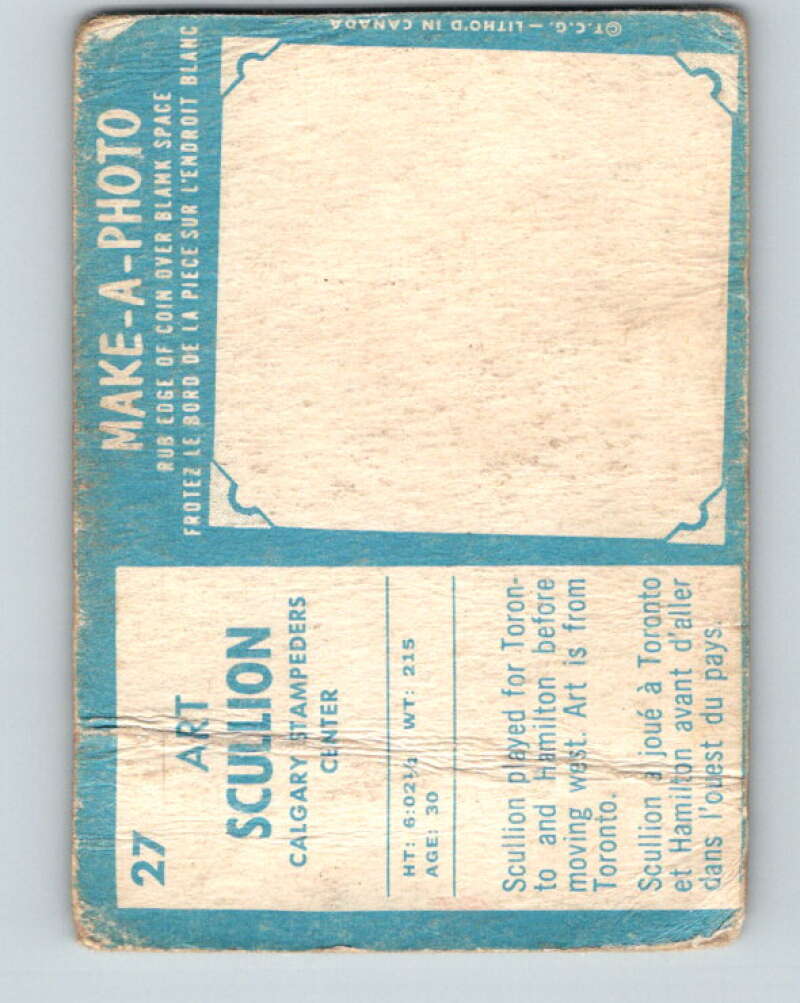 27
ART
SCULLION
CALGARY STAMPEDERS
CENTER
HT: 6:02½ WT: 215
AGE: 30
Scullion played for Toron-
to and Hamilton before
moving west. Art is from
Toronto.
Scullion a joué à Toronto
et Hamilton avant d'aller
dans l'ouest du pays.
MAKE-A-PHOTO
RUB EDGE OF COIN OVER BLANK SPACE
FROTEZ LE BORD DE LA PIECE SUR L'ENDROIT BLANC
©T.C.G. — LITHO'D IN CANADA